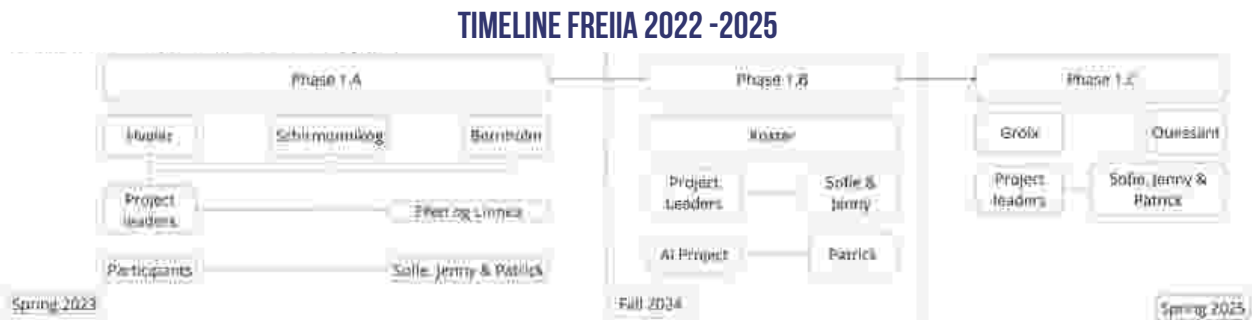 TIMELINE FREIIA 2022 -2025
Phase 1.A
Phase 1.B
Phase 1.C
Bornholm
Koster
Groix
Ouessant
Project
leaders
Linnea
Participants
Sofie, Jenny & Patrick
Project
Leaders
Sofie &
Jenny
AI Project
Patrick
Project
leaders
Sofie, Jenny &
Patrick
Spring 2023
Fall 2024
Spring 2025